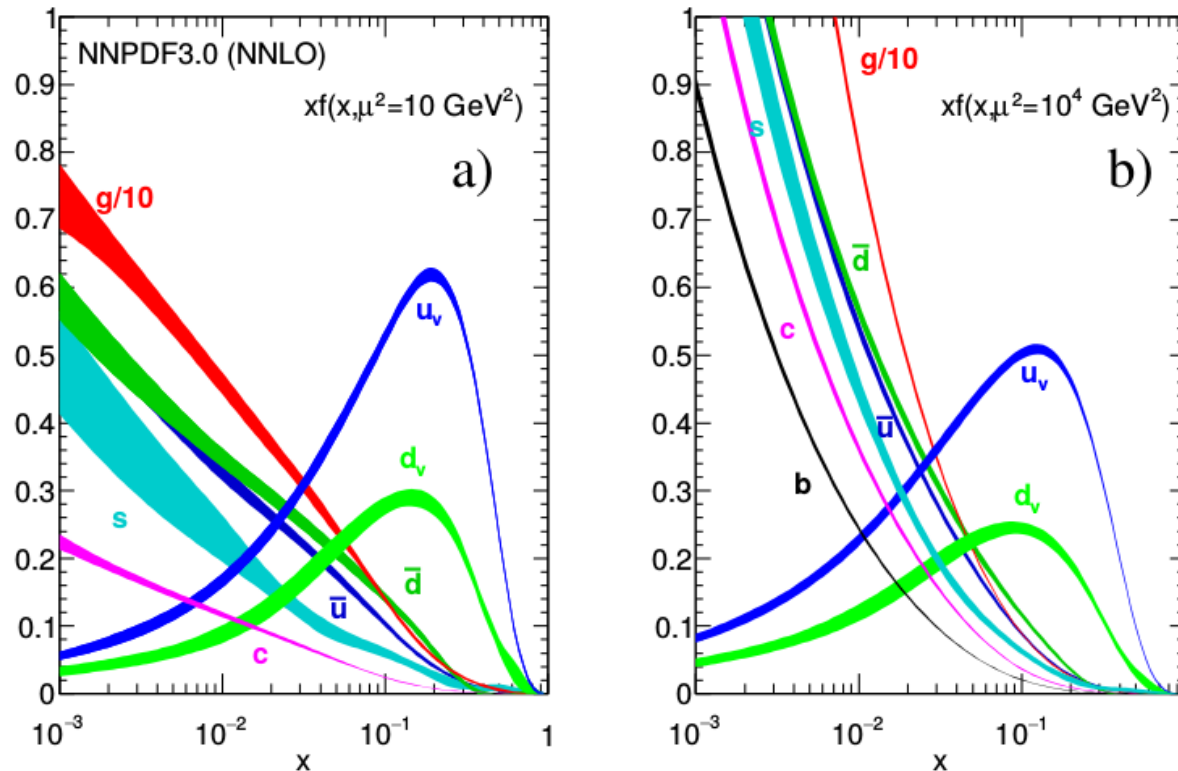 NNPDF3.0 (NNLO)
xf(x,μ²=10 GeV²)
a)
g/10
u_v
d_v
s
d̅
u̅
c
1
0.9
0.8
0.7
0.6
0.5
0.4
0.3
0.2
0.1
0
10⁻³
10⁻²
10⁻¹
1
x
g/10
xf(x,μ²=10⁴ GeV²)
s
b)
d̅
c
u_v
u̅
b
d_v
1
0.9
0.8
0.7
0.6
0.5
0.4
0.3
0.2
0.1
0
10⁻³
10⁻²
10⁻¹
1
x